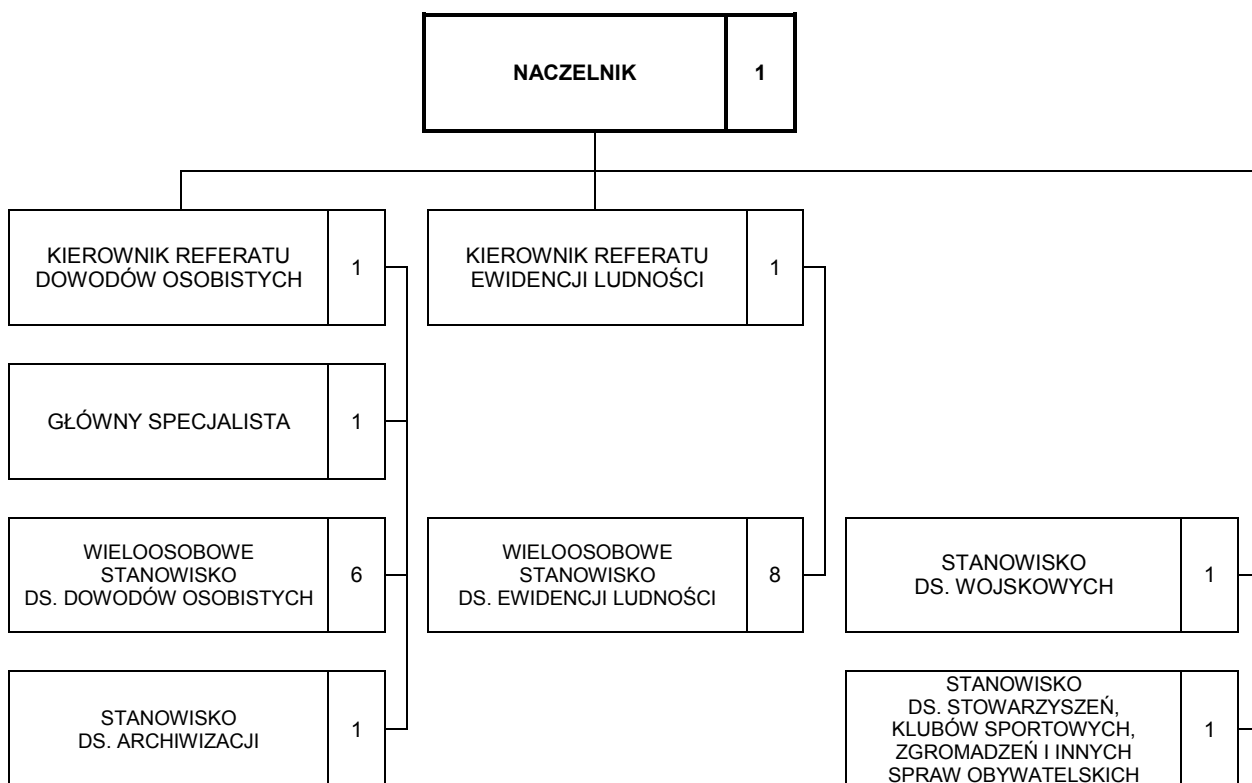 NACZELNIK 1
KIEROWNIK REFERATU
DOWODÓW OSOBISTYCH
1
KIEROWNIK REFERATU
EWIDENCJI LUDNOŚCI
1
GŁÓWNY SPECJALISTA 1
WIELOOSOBOWE
STANOWISKO
DS. DOWODÓW OSOBISTYCH
6
WIELOOSOBOWE
STANOWISKO
DS. EWIDENCJI LUDNOŚCI
8
STANOWISKO
DS. WOJSKOWYCH
1
STANOWISKO
DS. ARCHIWIZACJI
1
STANOWISKO
DS. STOWARZYSZEŃ,
KLUBÓW SPORTOWYCH,
ZGROMADZEŃ I INNYCH
SPRAW OBYWATELSKICH
1